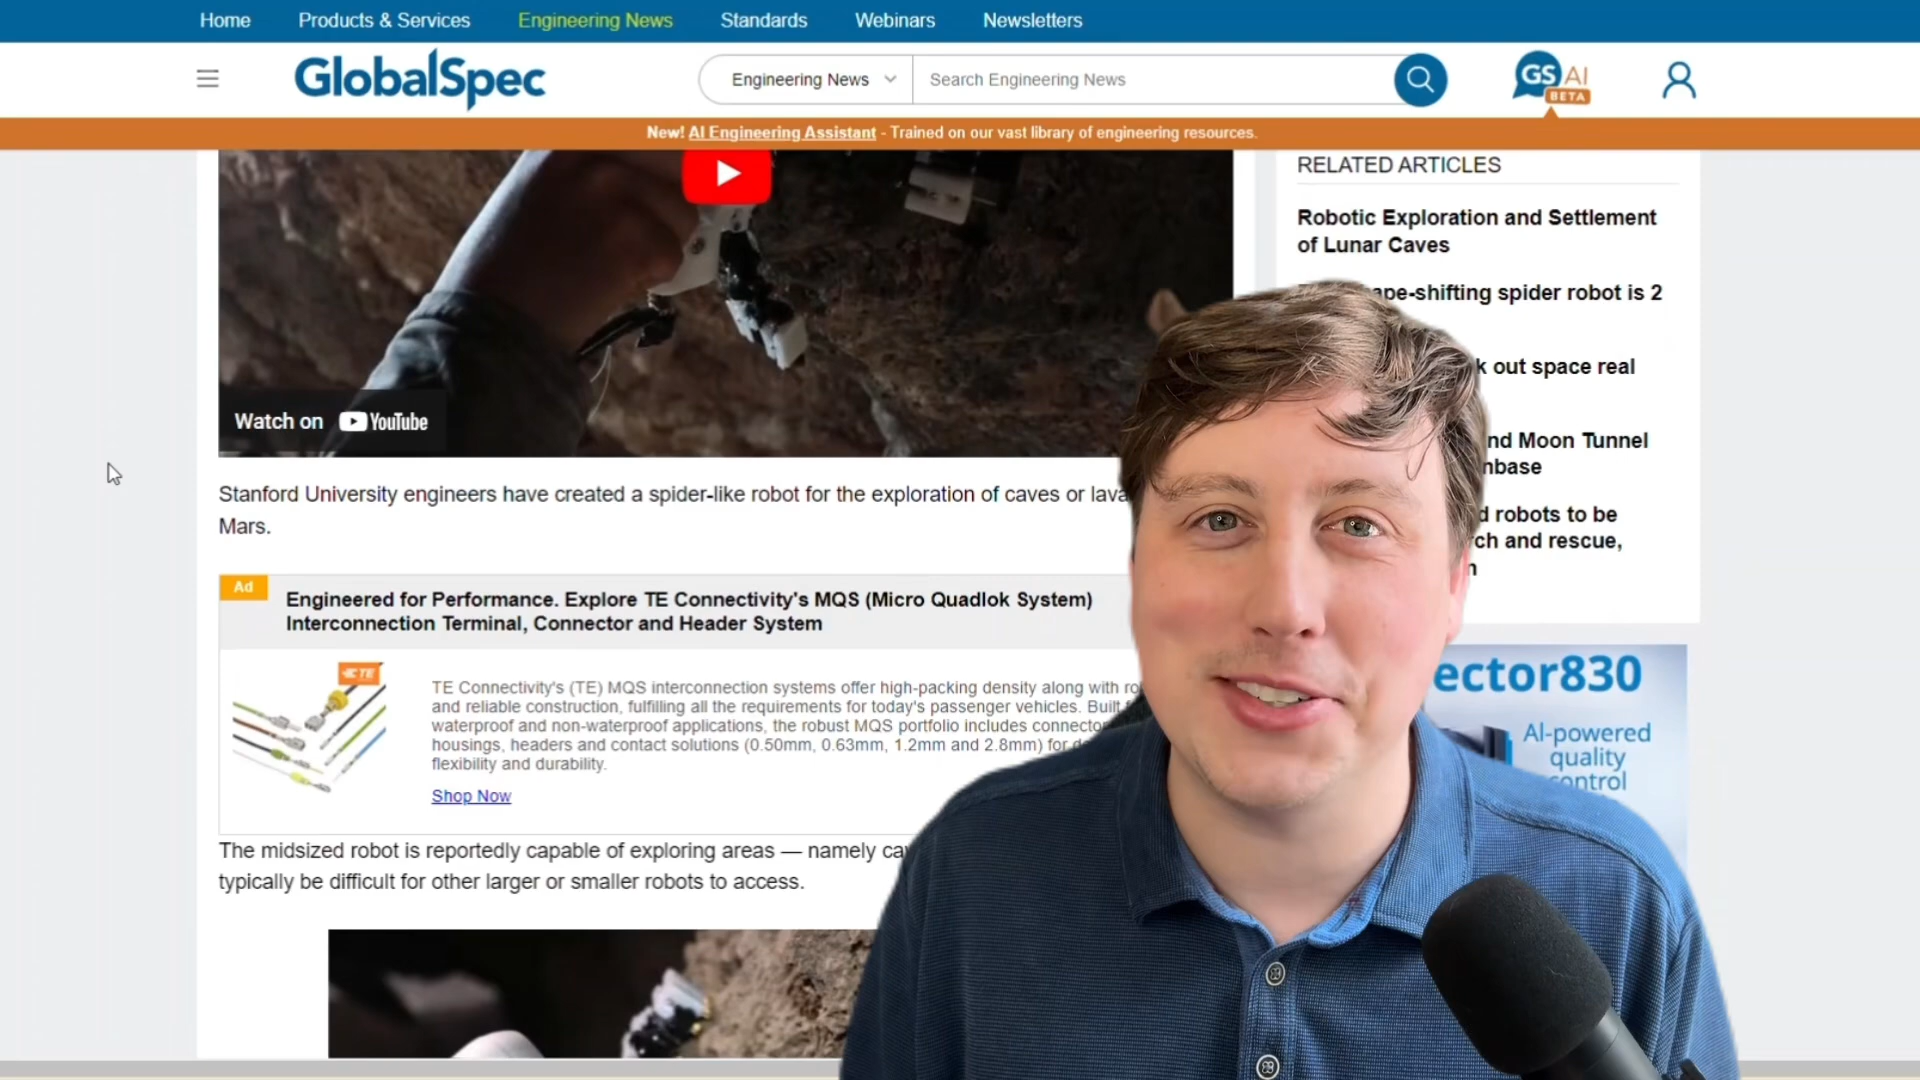 Home Products & Services Engineering News Standards Webinars Newsletters
GlobalSpec
Engineering News
Search Engineering News
GS AI
BETA
New! AI Engineering Assistant - Trained on our vast library of engineering resources.
Watch on YouTube
Stanford University engineers have created a spider-like robot for the exploration of caves or lava
Mars.
Ad
Engineered for Performance. Explore TE Connectivity's MQS (Micro Quadlok System)
Interconnection Terminal, Connector and Header System
TE
TE Connectivity's (TE) MQS interconnection systems offer high-packing density along with
and reliable construction, fulfilling all the requirements for today's passenger vehicles. Built
waterproof and non-waterproof applications, the robust MQS portfolio includes connector
housings, headers and contact solutions (0.50mm, 0.63mm, 1.2mm and 2.8mm) for
flexibility and durability.
Shop Now
The midsized robot is reportedly capable of exploring areas — namely
typically be difficult for other larger or smaller robots to access.
RELATED ARTICLES
Robotic Exploration and Settlement
of Lunar Caves
spider robot is 2
out space real
Moon Tunnel
robots to be
and rescue,
ector830
AI-powered
quality
control